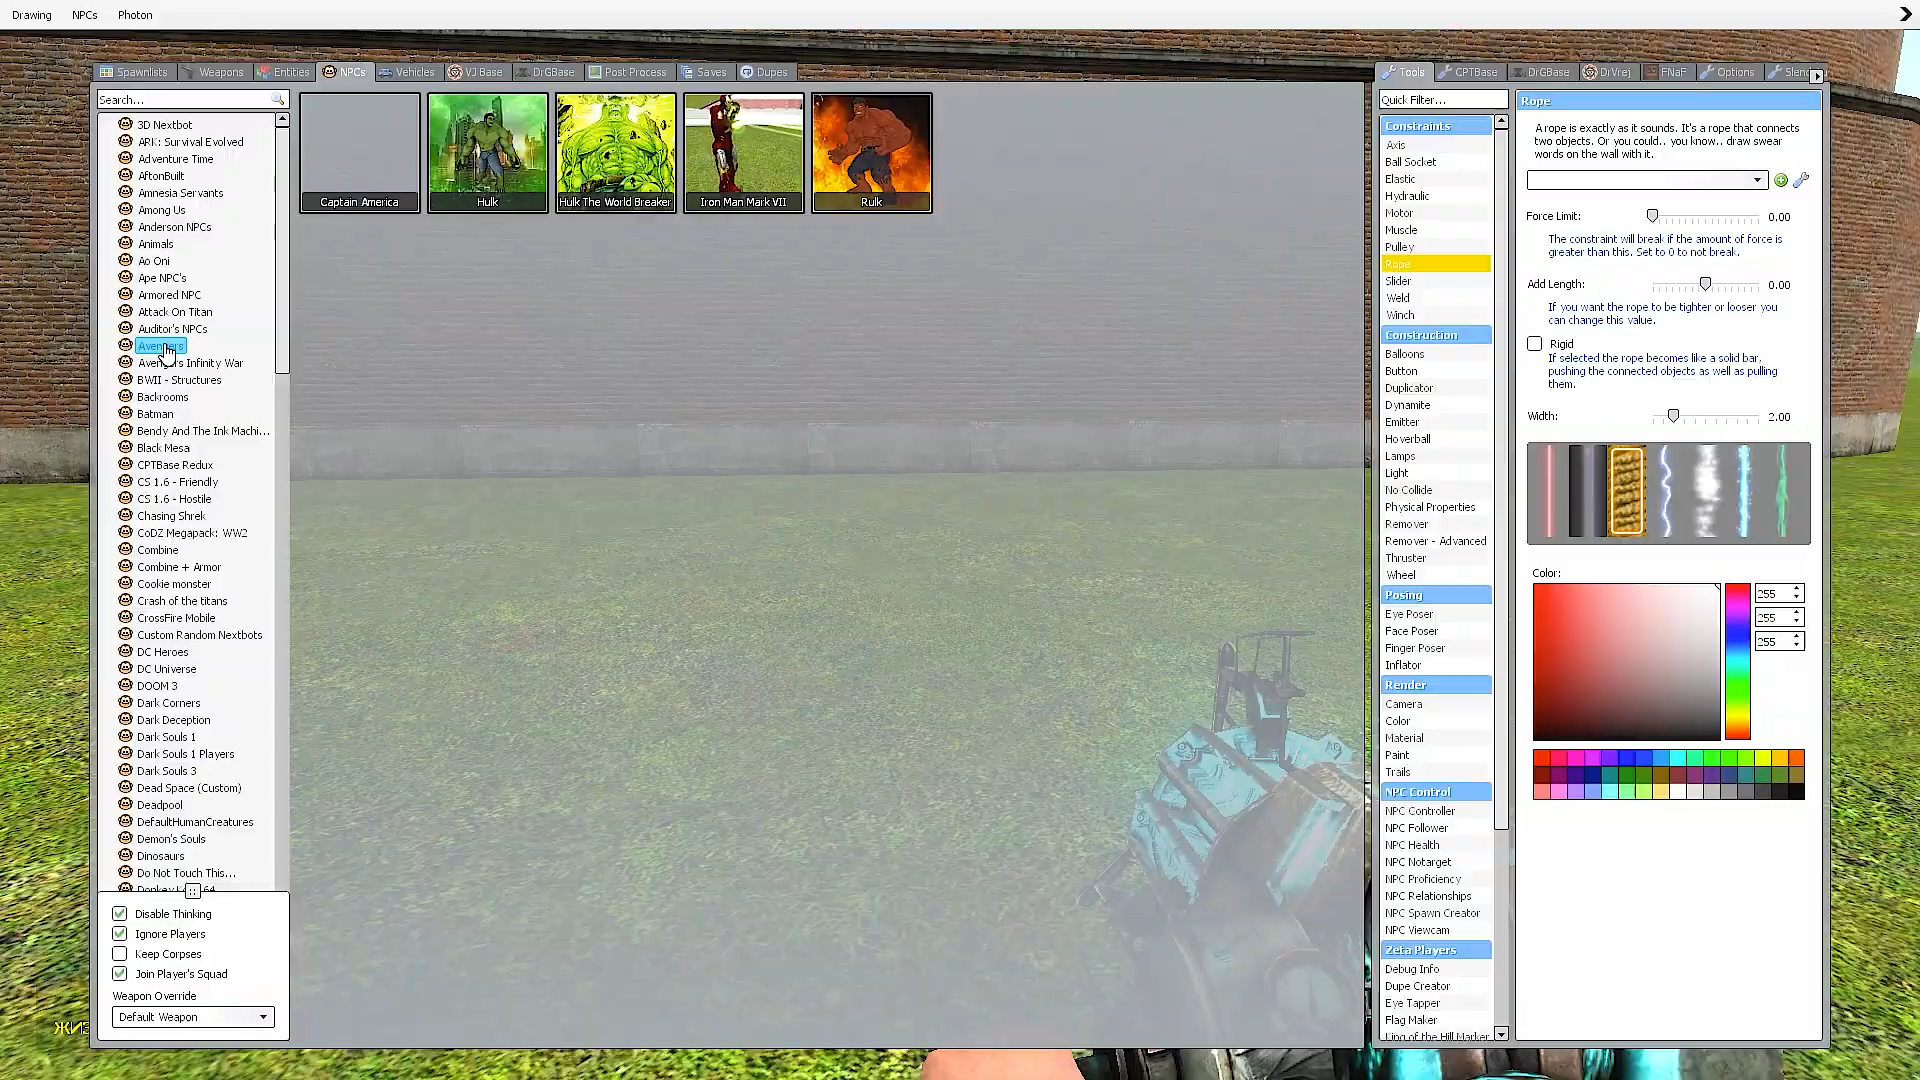 Drawing NPCs Photon
Spawnlists Weapons Entities NPCs Vehicles VJ Base DrGBase Post Process Saves Dupes
Search...
3D Nextbot
ARK: Survival Evolved
Adventure Time
AftonBuilt
Amnesia Servants
Among Us
Anderson NPCs
Animals
Ao Oni
Ape NPC's
Armored NPC
Attack On Titan
Auditor's NPCs
Avengers
Avengers Infinity War
BWII - Structures
Backrooms
Batman
Bendy And The Ink Machi...
Black Mesa
CPTBase Redux
CS 1.6 - Friendly
CS 1.6 - Hostile
Chasing Shrek
CoDZ Megapack: WW2
Combine
Combine + Armor
Cookie monster
Crash of the titans
CrossFire Mobile
Custom Random Nextbots
DC Heroes
DC Universe
DOOM 3
Dark Corners
Dark Deception
Dark Souls 1
Dark Souls 1 Players
Dark Souls 3
Dead Space (Custom)
Deadpool
DefaultHumanCreatures
Demon's Souls
Dinosaurs
Do Not Touch This...
Disable Thinking
Ignore Players
Keep Corpses
Join Player's Squad
Weapon Override
Default Weapon
ЖИЗ
Captain America
Hulk
Hulk The World Breaker
Iron Man Mark VII
Rulk
Tools CPTBase DrGBase DrVrej FNaF Options
Quick Filter...
Constraints
Axis
Ball Socket
Elastic
Hydraulic
Motor
Muscle
Pulley
Rope
Slider
Weld
Winch
Construction
Balloons
Button
Duplicator
Dynamite
Emitter
Hoverball
Lamps
Light
No Collide
Physical Properties
Remover
Remover - Advanced
Thruster
Wheel
Posing
Eye Poser
Face Poser
Finger Poser
Inflator
Render
Camera
Color
Material
Paint
Trails
NPC Control
NPC Controller
NPC Follower
NPC Health
NPC Notarget
NPC Proficiency
NPC Relationships
NPC Spawn Creator
NPC Viewcam
Zeta Players
Debug Info
Dupe Creator
Eye Tapper
Flag Maker
King of the Hill Marker
Rope
A rope is exactly as it sounds. It's a rope that connects
two objects. Or you could.. you know.. draw swear
words on the wall with it.
Force Limit: 0.00
The constraint will break if the amount of force is
greater than this. Set to 0 to not break.
Add Length: 0.00
If you want the rope to be tighter or looser you
can change this value.
Rigid
If selected the rope becomes like a solid bar,
pushing the connected objects as well as pulling
them.
Width: 2.00
Color:
255
255
255